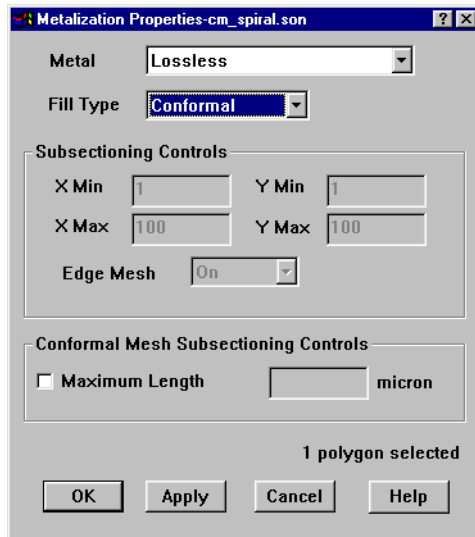 Metalization Properties-cm_spiral.son
Metal Lossless
Fill Type Conformal
Subsectioning Controls
X Min 1 Y Min 1
X Max 100 Y Max 100
Edge Mesh On
Conformal Mesh Subsectioning Controls
Maximum Length micron
1 polygon selected
OK Apply Cancel Help